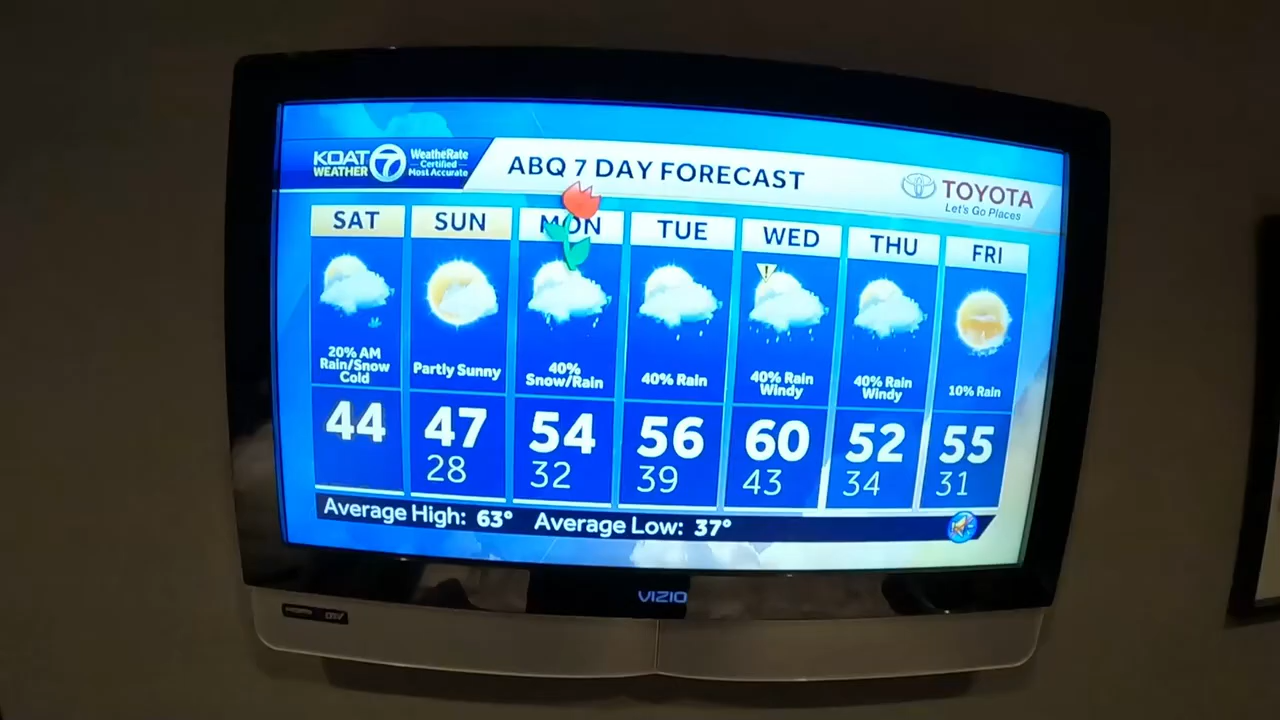 KOAT
WEATHER
7
WeatheRate
Certified
Most Accurate
ABQ 7 DAY FORECAST
TOYOTA
Let's Go Places
SAT
20% AM
Rain/Snow
Cold
44
SUN
Partly Sunny
47
28
MON
40%
Snow/Rain
54
32
TUE
40% Rain
56
39
WED
!
40% Rain
Windy
60
43
THU
40% Rain
Windy
52
34
FRI
10% Rain
55
31
Average High: 63° Average Low: 37°
VIZIO